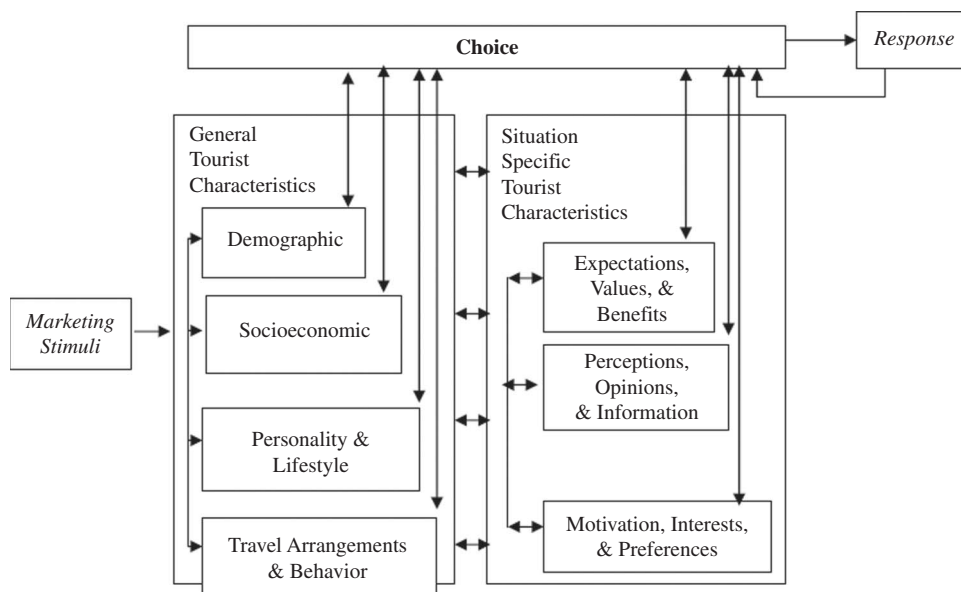 Choice
Response
General
Tourist
Characteristics
Demographic
Socioeconomic
Personality &
Lifestyle
Travel Arrangements
& Behavior
Situation
Specific
Tourist
Characteristics
Expectations,
Values, &
Benefits
Perceptions,
Opinions,
& Information
Motivation, Interests,
& Preferences
Marketing
Stimuli